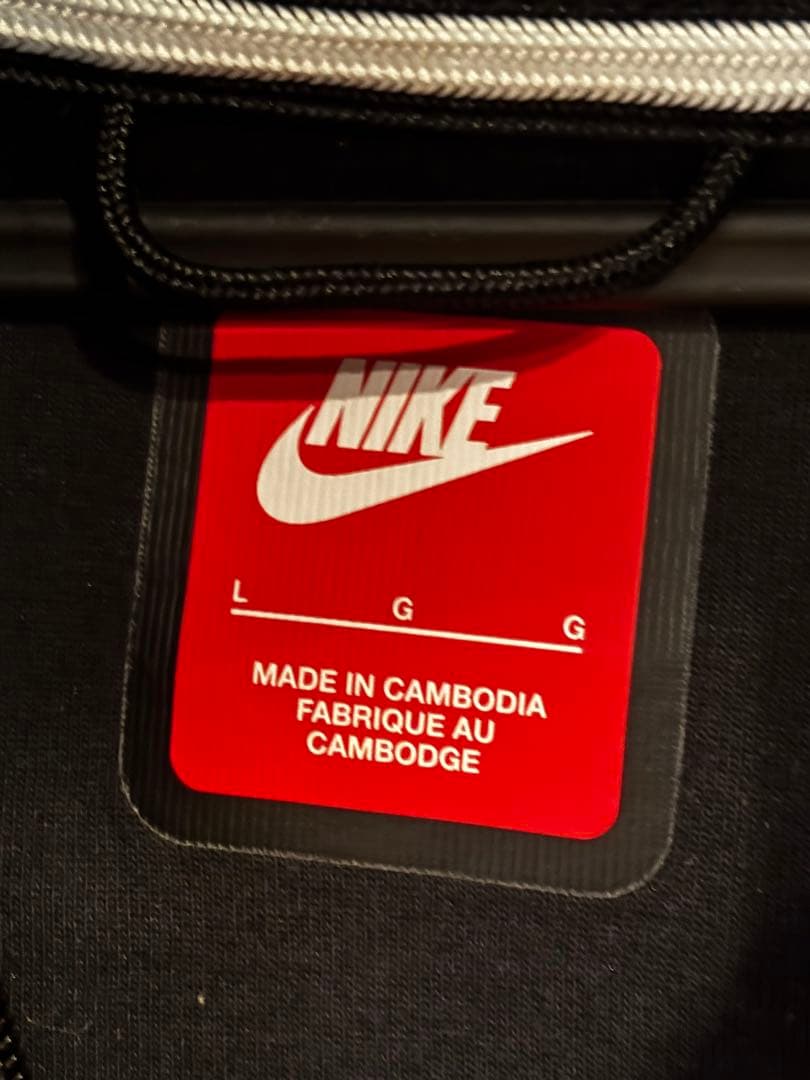 NIKE
L G G
MADE IN CAMBODIA
FABRIQUE AU
CAMBODGE